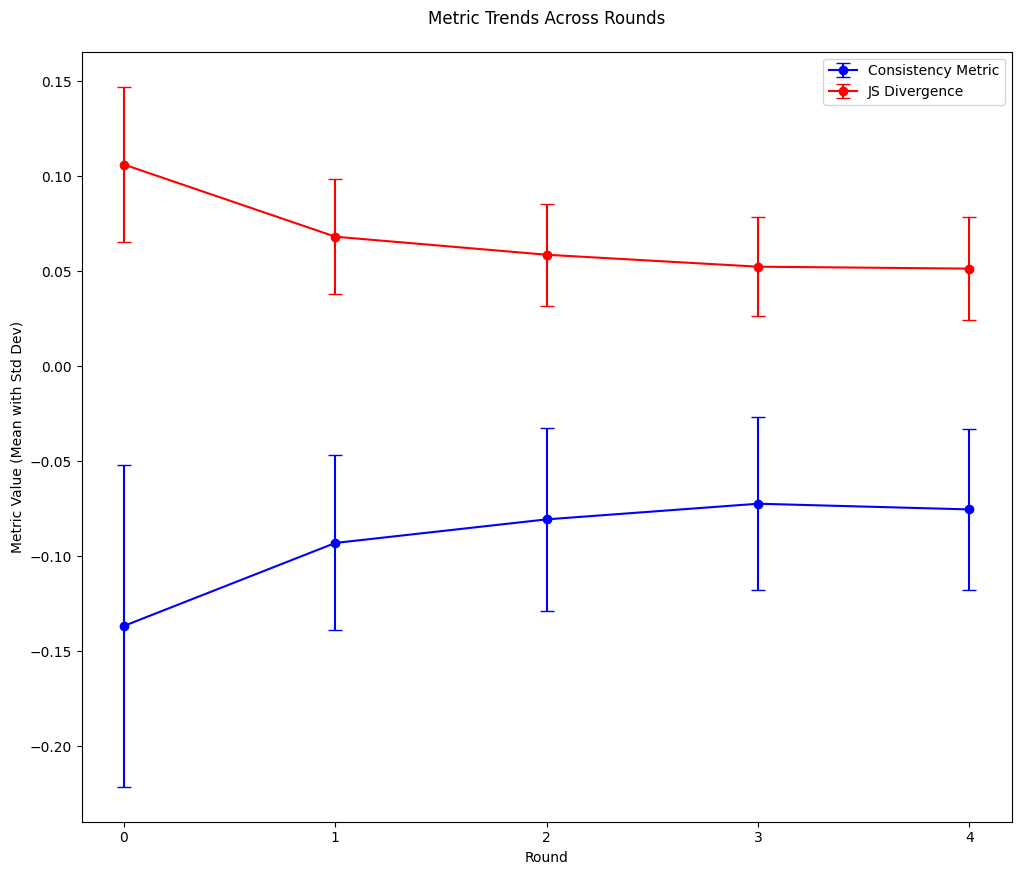 Metric Trends Across Rounds
Consistency Metric
JS Divergence
0.15
0.10
0.05
0.00
−0.05
−0.10
−0.15
−0.20
Metric Value (Mean with Std Dev)
0 1 2 3 4
Round